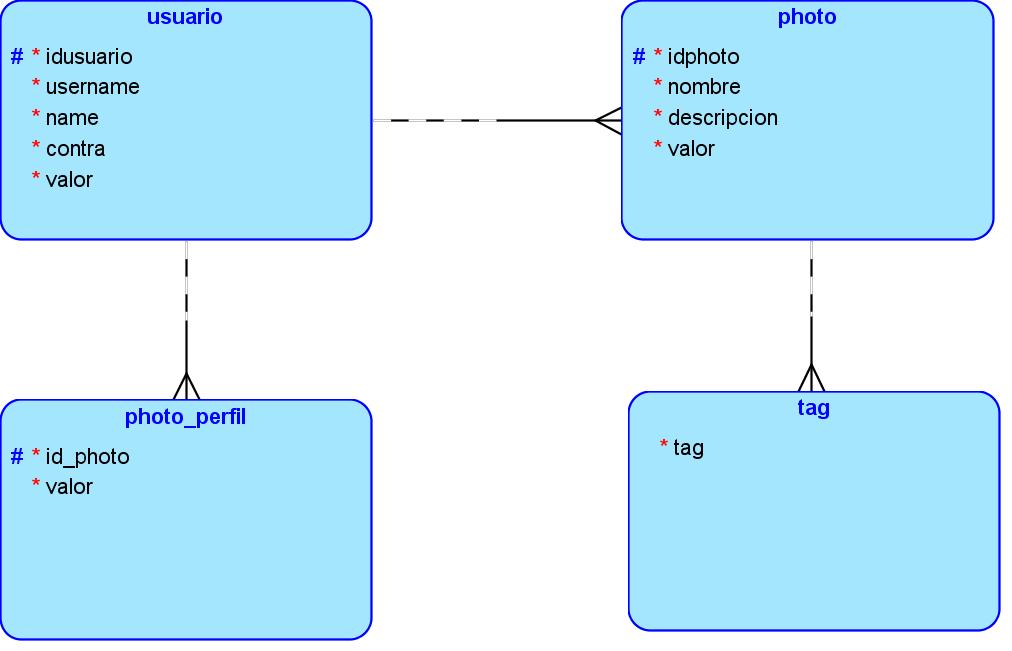 usuario
# * idusuario
* username
* name
* contra
* valor
photo
# * idphoto
* nombre
* descripcion
* valor
photo_perfil
# * id_photo
* valor
tag
* tag